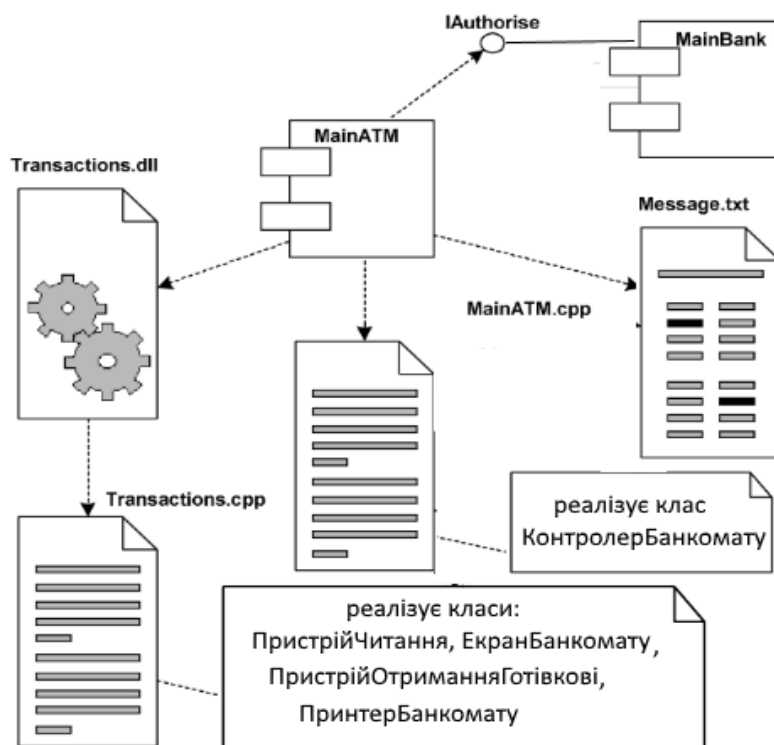 IAuthorise
MainBank
MainATM
Transactions.dll
Message.txt
MainATM.cpp
Transactions.cpp
реалізує клас
КонтролерБанкомату
реалізує класи:
ПристрійЧитання, ЕкранБанкомату,
ПристрійОтриманняГотівкові,
ПринтерБанкомату